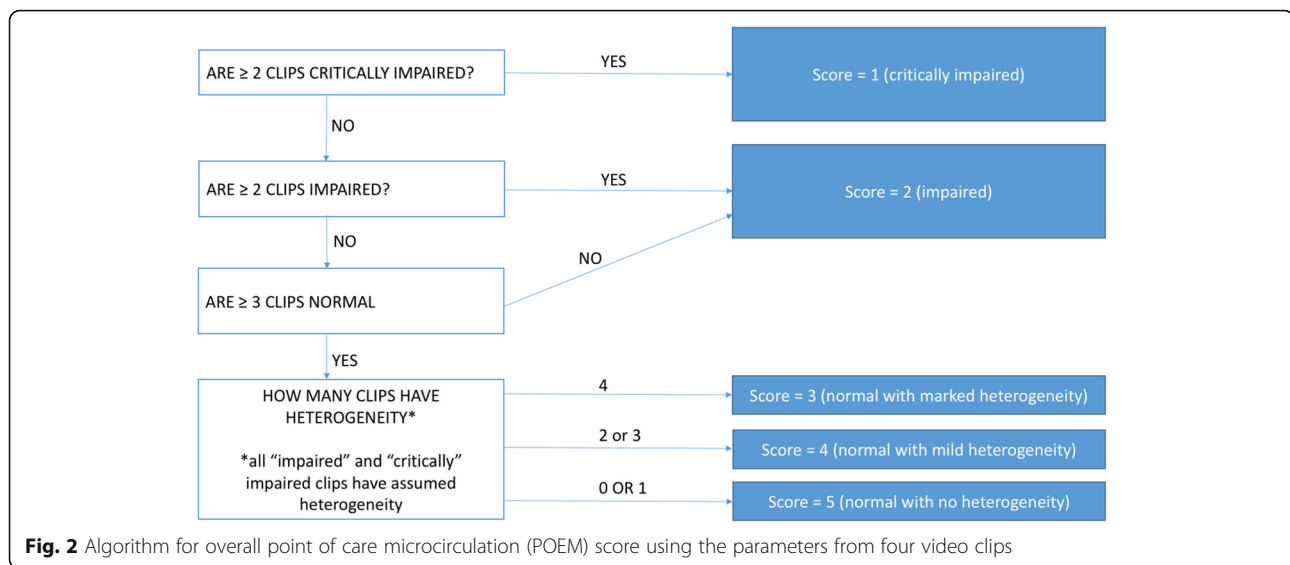 ARE ≥ 2 CLIPS CRITICALLY IMPAIRED?
YES
Score = 1 (critically impaired)
NO
ARE ≥ 2 CLIPS IMPAIRED?
YES
Score = 2 (impaired)
NO
NO
ARE ≥ 3 CLIPS NORMAL
YES
HOW MANY CLIPS HAVE
HETEROGENEITY*
*all “impaired” and “critically”
impaired clips have assumed
heterogeneity
4
Score = 3 (normal with marked heterogeneity)
2 or 3
Score = 4 (normal with mild heterogeneity)
0 OR 1
Score = 5 (normal with no heterogeneity)
Fig. 2 Algorithm for overall point of care microcirculation (POEM) score using the parameters from four video clips